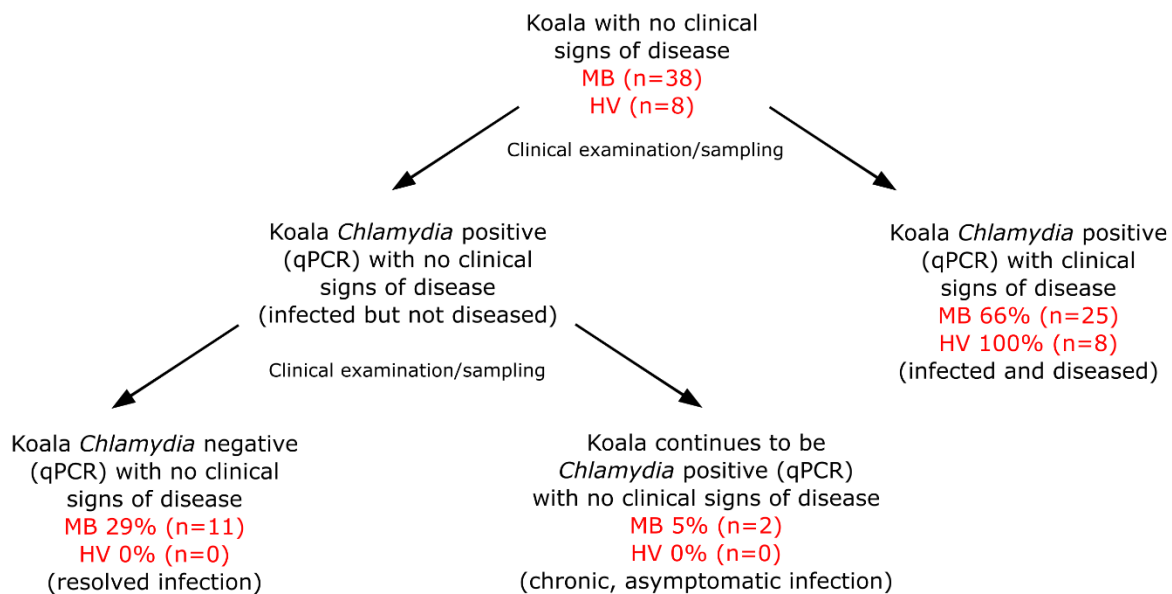 Koala with no clinical
signs of disease
MB (n=38)
HV (n=8)
Clinical examination/sampling
Koala Chlamydia positive
(qPCR) with no clinical
signs of disease
(infected but not diseased)
Koala Chlamydia positive
(qPCR) with clinical
signs of disease
MB 66% (n=25)
HV 100% (n=8)
(infected and diseased)
Clinical examination/sampling
Koala Chlamydia negative
(qPCR) with no clinical
signs of disease
MB 29% (n=11)
HV 0% (n=0)
(resolved infection)
Koala continues to be
Chlamydia positive (qPCR)
with no clinical signs of disease
MB 5% (n=2)
HV 0% (n=0)
(chronic, asymptomatic infection)